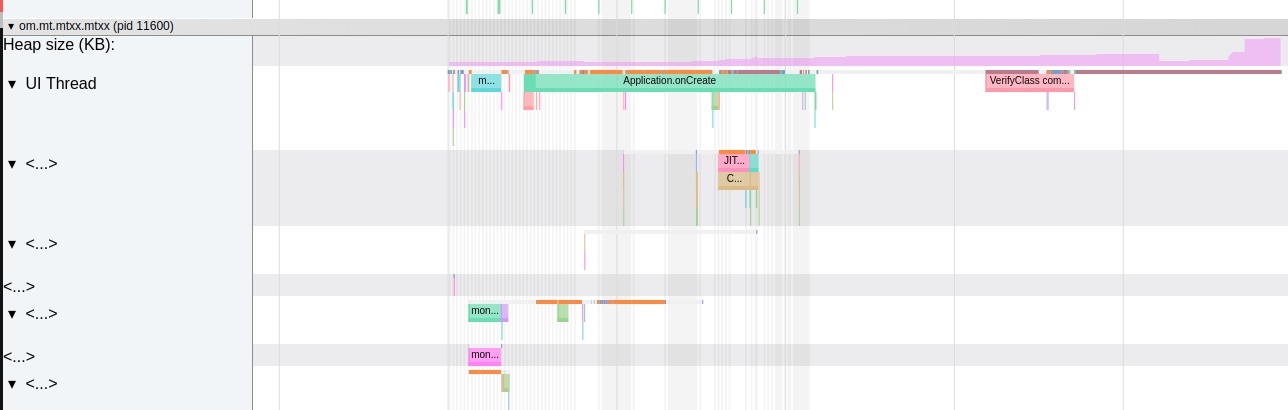 ▼ om.mt.mtxx.mtxx (pid 11600)
Heap size (KB):
▼ UI Thread
m...
Application.onCreate
VerifyClass com...
▼ <...>
JIT...
C...
▼ <...>
<...>
▼ <...>
mon...
<...>
mon...
▼ <...>